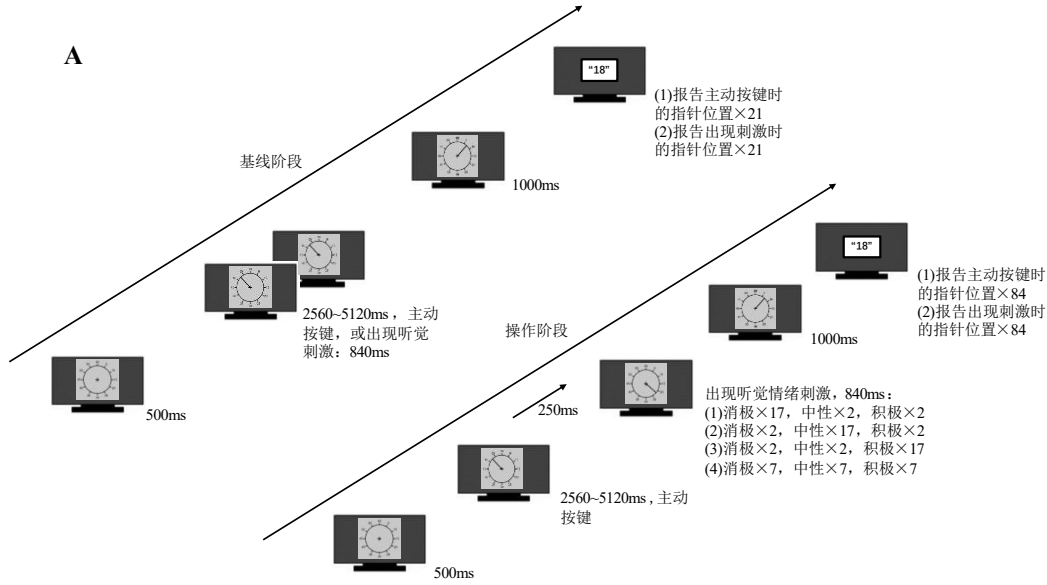 A
“18”
(1)报告主动按键时
的指针位置×21
(2)报告出现刺激时
的指针位置×21
基线阶段
1000ms
2560~5120ms，主动
按键，或出现听觉
刺激：840ms
500ms
“18”
(1)报告主动按键时
的指针位置×84
(2)报告出现刺激时
的指针位置×84
操作阶段
1000ms
出现听觉情绪刺激，840ms：
(1)消极×17，中性×2，积极×2
(2)消极×2，中性×17，积极×2
(3)消极×2，中性×2，积极×17
(4)消极×7，中性×7，积极×7
250ms
2560~5120ms，主动
按键
500ms